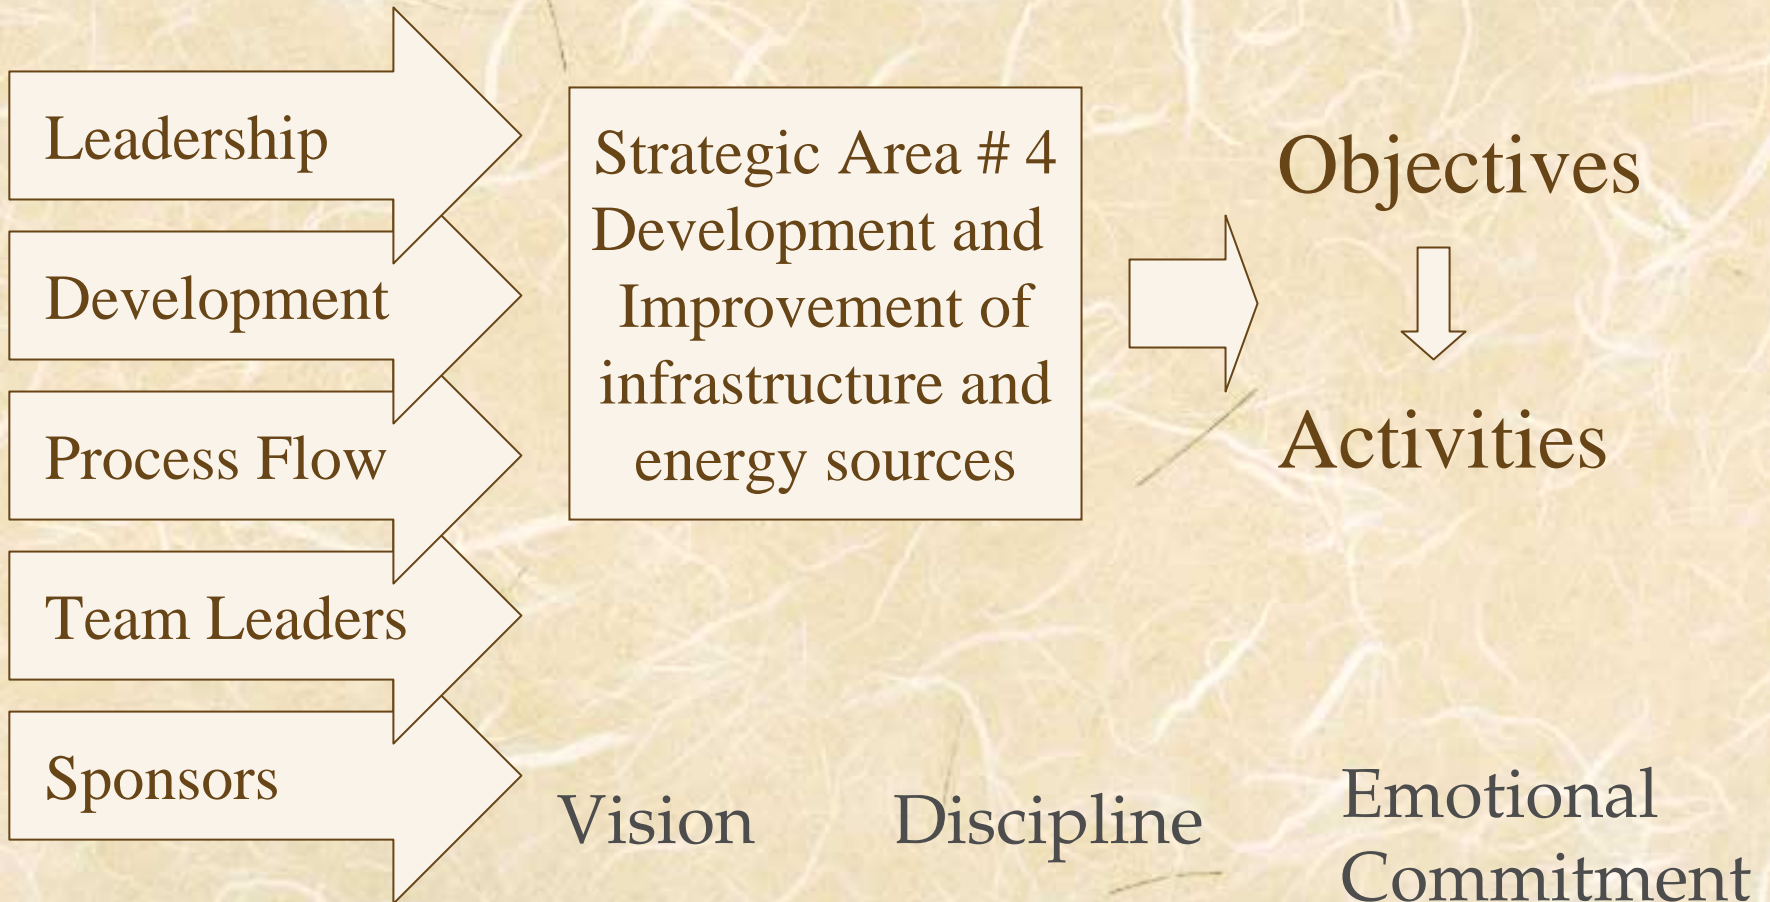 Leadership
Development
Process Flow
Team Leaders
Sponsors
Strategic Area # 4
Development and
Improvement of
infrastructure and
energy sources
Objectives
Activities
Vision
Discipline
Emotional
Commitment